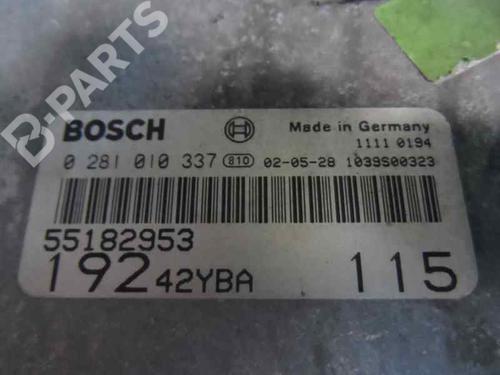 B-PARTS
BOSCH
Made in Germany
1111 0194
0 281 010 337 810 02-05-28 1039S00323
55182953
192 42YBA 115